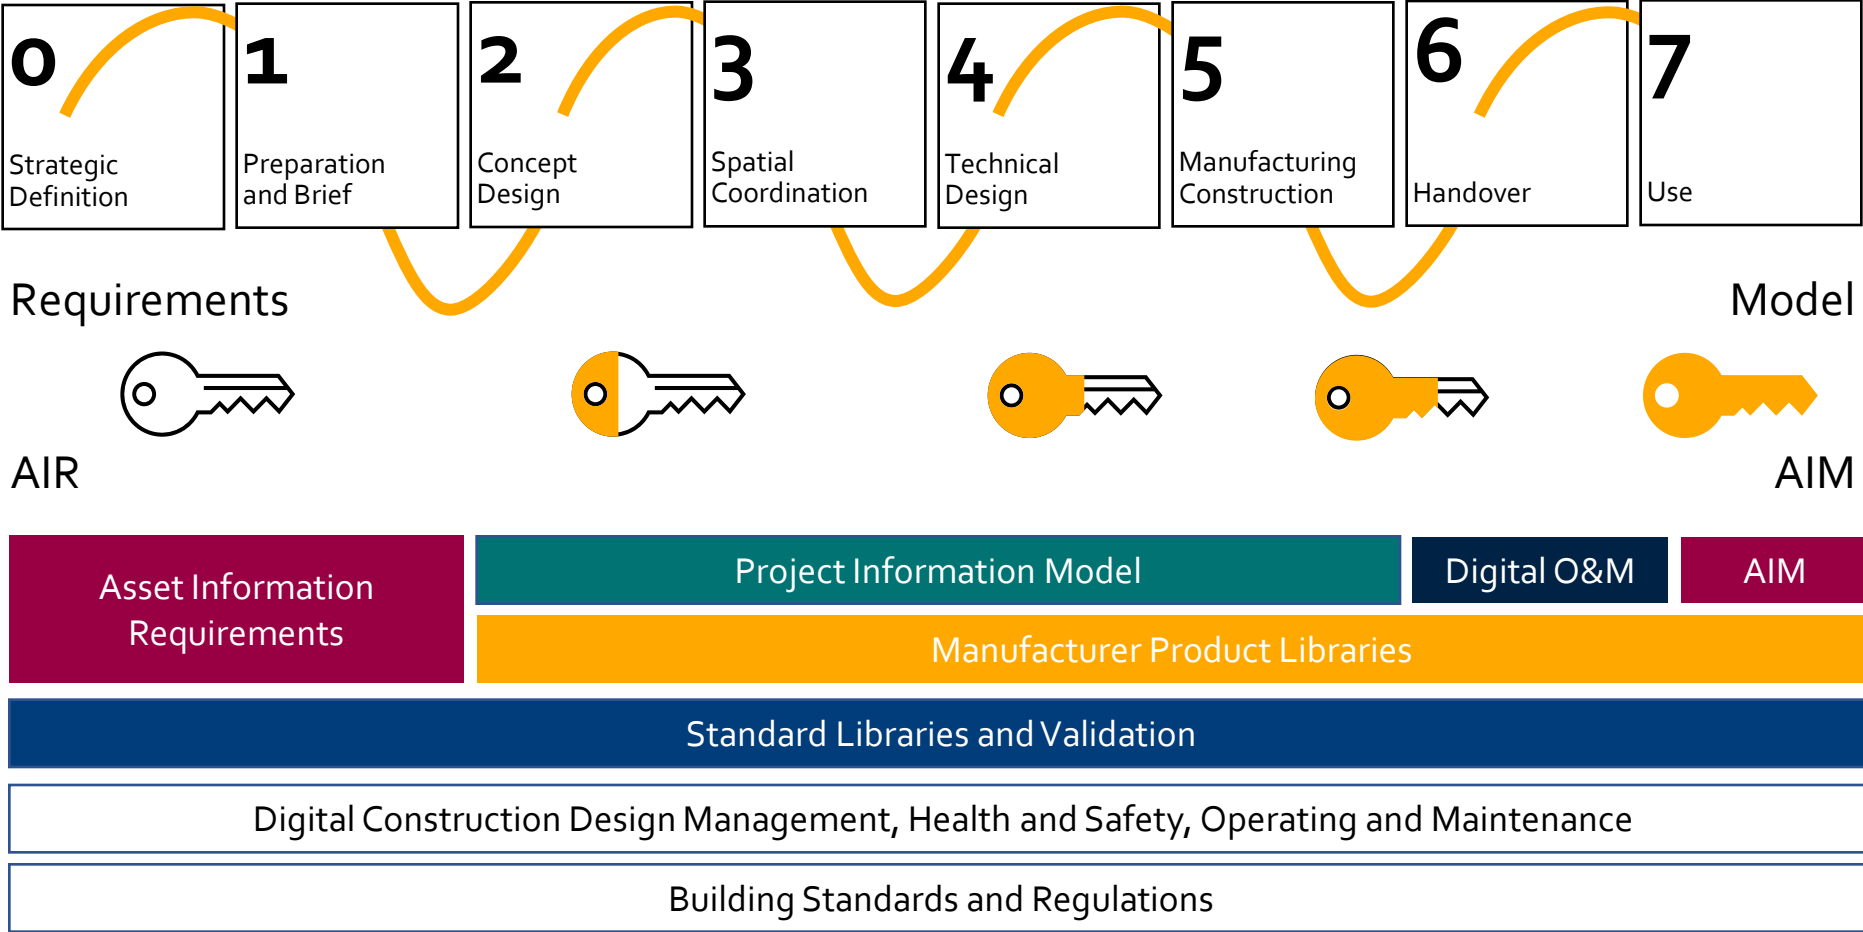 0
Strategic
Definition
1
Preparation
and Brief
2
Concept
Design
3
Spatial
Coordination
4
Technical
Design
5
Manufacturing
Construction
6
Handover
7
Use
Requirements
Model
AIR
AIM
Asset Information
Requirements
Project Information Model
Digital O&M
AIM
Manufacturer Product Libraries
Standard Libraries and Validation
Digital Construction Design Management, Health and Safety, Operating and Maintenance
Building Standards and Regulations